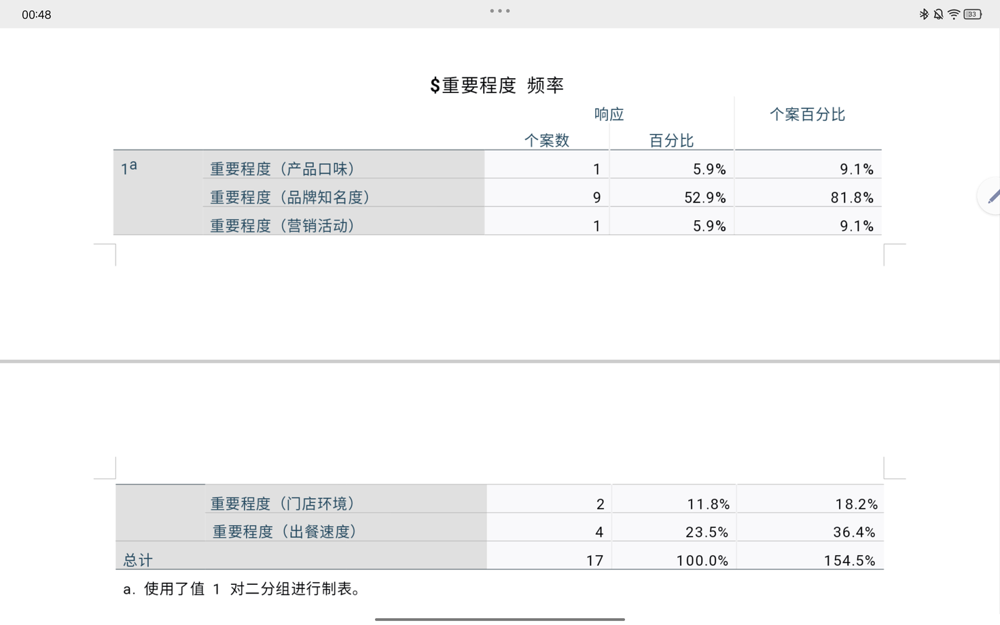 00:48
33
$重要程度 频率
响应 个案百分比
个案数 百分比
1a 重要程度（产品口味） 1 5.9% 9.1%
重要程度（品牌知名度） 9 52.9% 81.8%
重要程度（营销活动） 1 5.9% 9.1%
重要程度（门店环境） 2 11.8% 18.2%
重要程度（出餐速度） 4 23.5% 36.4%
总计 17 100.0% 154.5%
a. 使用了值 1 对二分组进行制表。